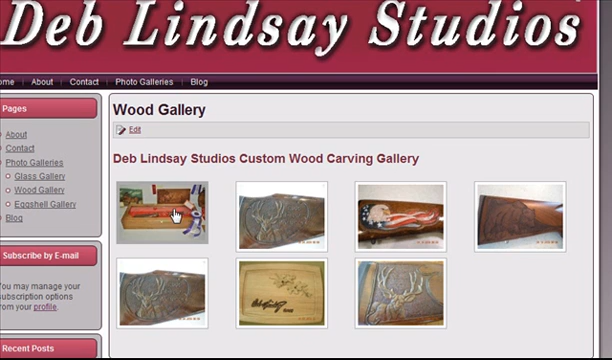 Deb Lindsay Studios
ome | About | Contact | Photo Galleries | Blog
Pages
About
Contact
Photo Galleries
Glass Gallery
Wood Gallery
Eggshell Gallery
Blog
Subscribe by E-mail
You may manage your
subscription options
from your profile.
Recent Posts
Wood Gallery
Edit
Deb Lindsay Studios Custom Wood Carving Gallery